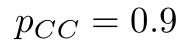 $p_{CC} = 0.9$